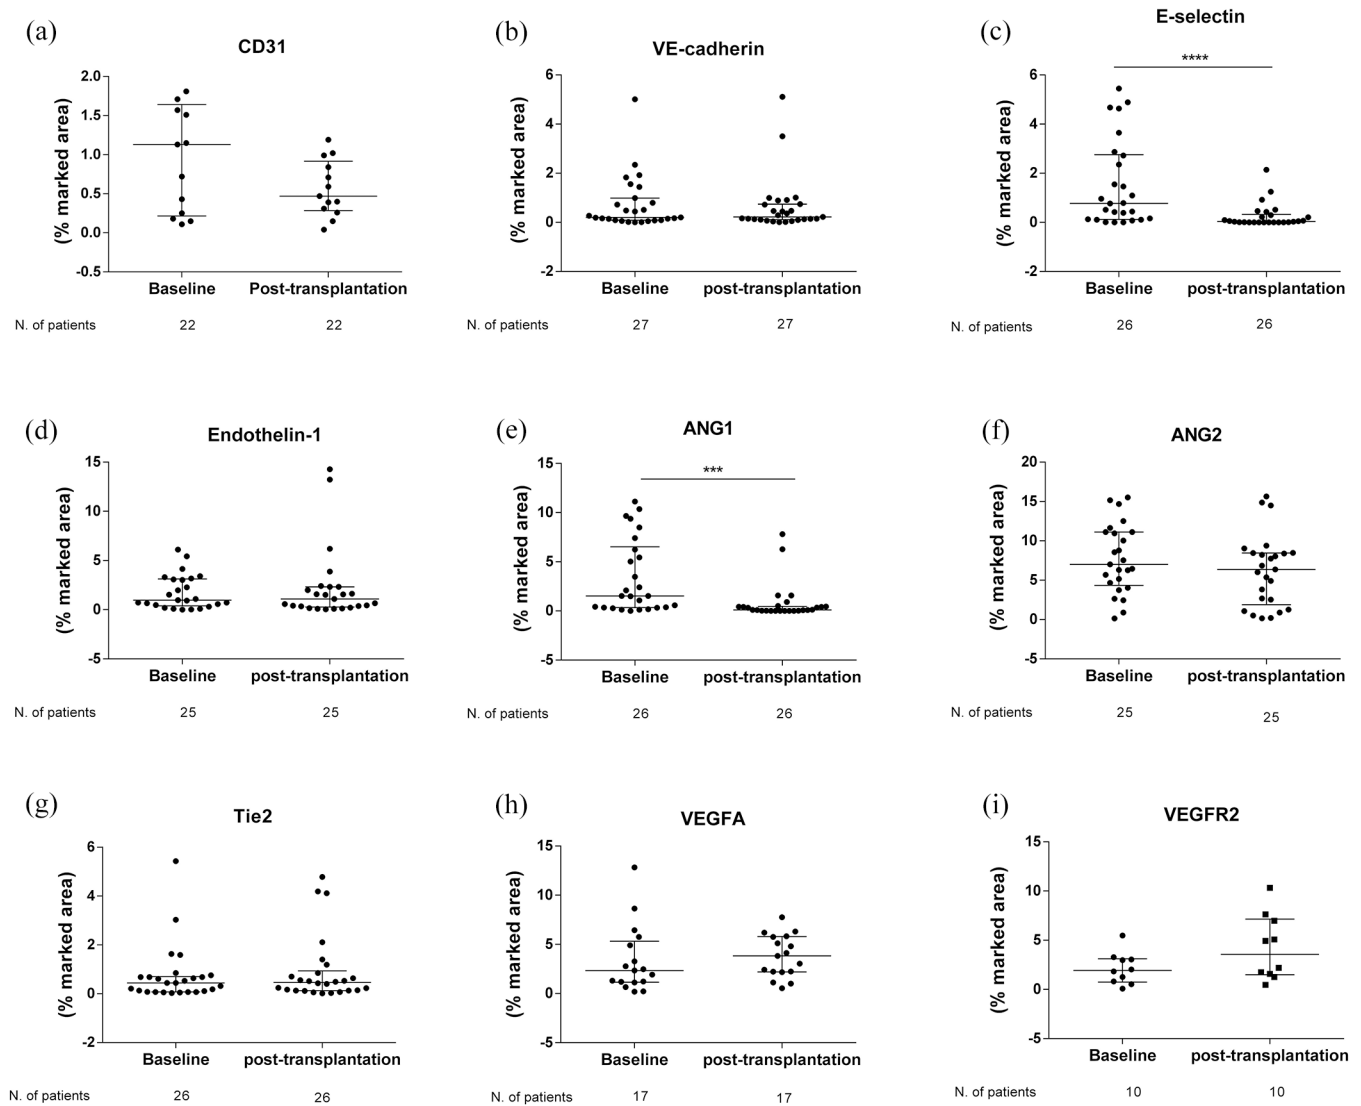 (a)
CD31
(% marked area)
2.0
1.5
1.0
0.5
0.0
-0.5
Baseline Post-transplantation
N. of patients 22 22
(b)
VE-cadherin
(% marked area)
6
4
2
0
-2
Baseline post-transplantation
N. of patients 27 27
(c)
E-selectin
****
(% marked area)
6
4
2
0
-2
Baseline post-transplantation
N. of patients 26 26
(d)
Endothelin-1
(% marked area)
15
10
5
0
-5
Baseline post-transplantation
N. of patients 25 25
(e)
ANG1
***
(% marked area)
15
10
5
0
-5
Baseline post-transplantation
N. of patients 26 26
(f)
ANG2
(% marked area)
20
15
10
5
0
-5
Baseline post-transplantation
N. of patients 25 25
(g)
Tie2
(% marked area)
6
4
2
0
-2
Baseline post-transplantation
N. of patients 26 26
(h)
VEGFA
(% marked area)
15
10
5
0
-5
Baseline post-transplantation
N. of patients 17 17
(i)
VEGFR2
(% marked area)
15
10
5
0
-5
Baseline post-transplantation
N. of patients 10 10